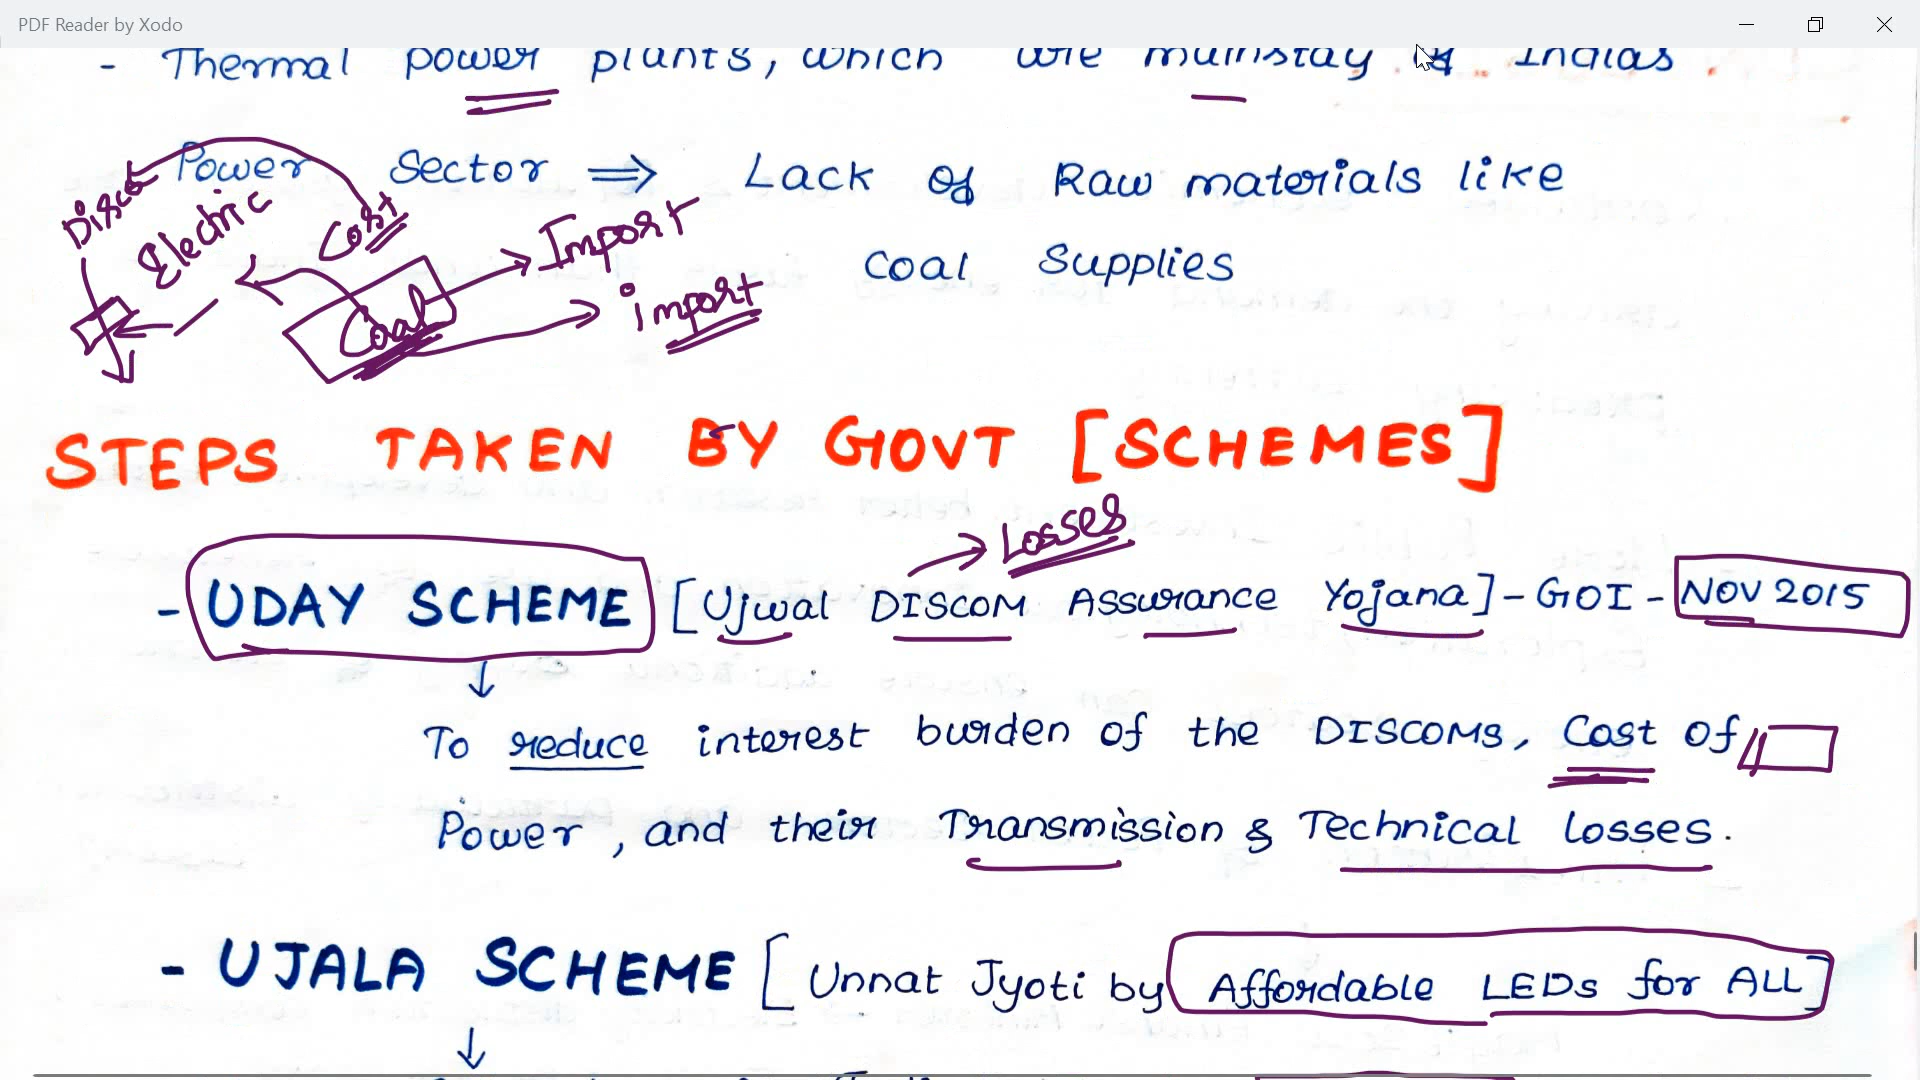 PDF Reader by Xodo
- Thermal power plants, which are mainstay of Indias
Power Sector ⇒ Lack of Raw materials like
Coal Supplies
Electric
Cost
Import
import
Coal
STEPS TAKEN BY GOVT [SCHEMES]
Losses
- UDAY SCHEME [Ujwal DISCOM Assurance Yojana] - GOI - NOV 2015
To reduce interest burden of the DISCOMS, Cost of
Power, and their Transmission & Technical losses.
- UJALA SCHEME [Unnat Jyoti by Affordable LEDs for ALL]